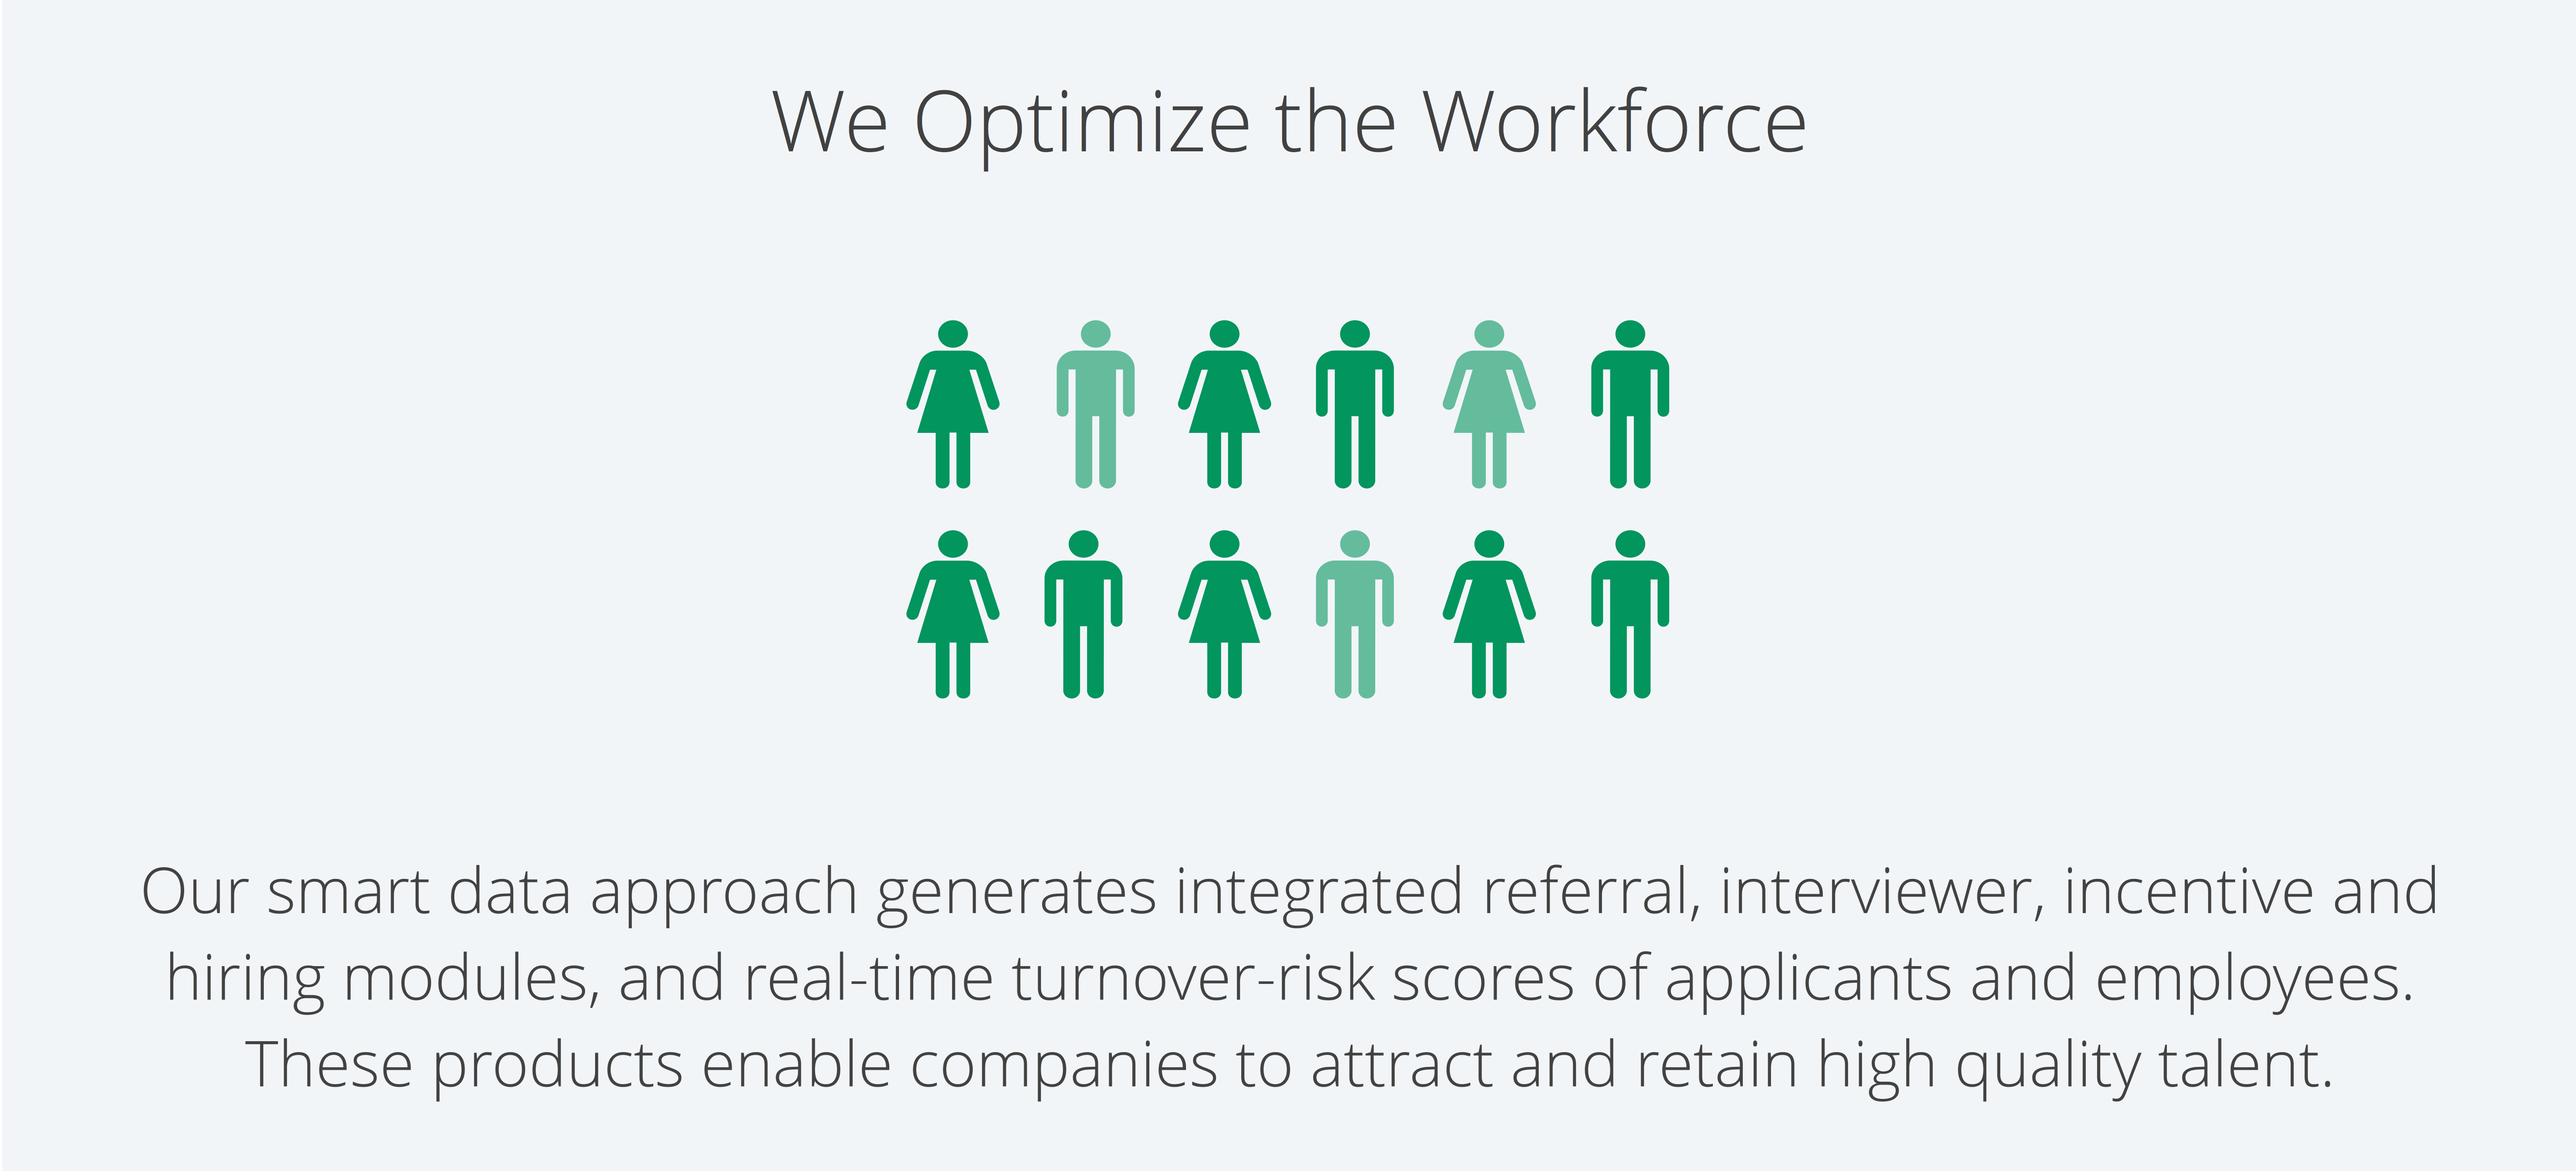 We Optimize the Workforce
Our smart data approach generates integrated referral, interviewer, incentive and
hiring modules, and real-time turnover-risk scores of applicants and employees.
These products enable companies to attract and retain high quality talent.